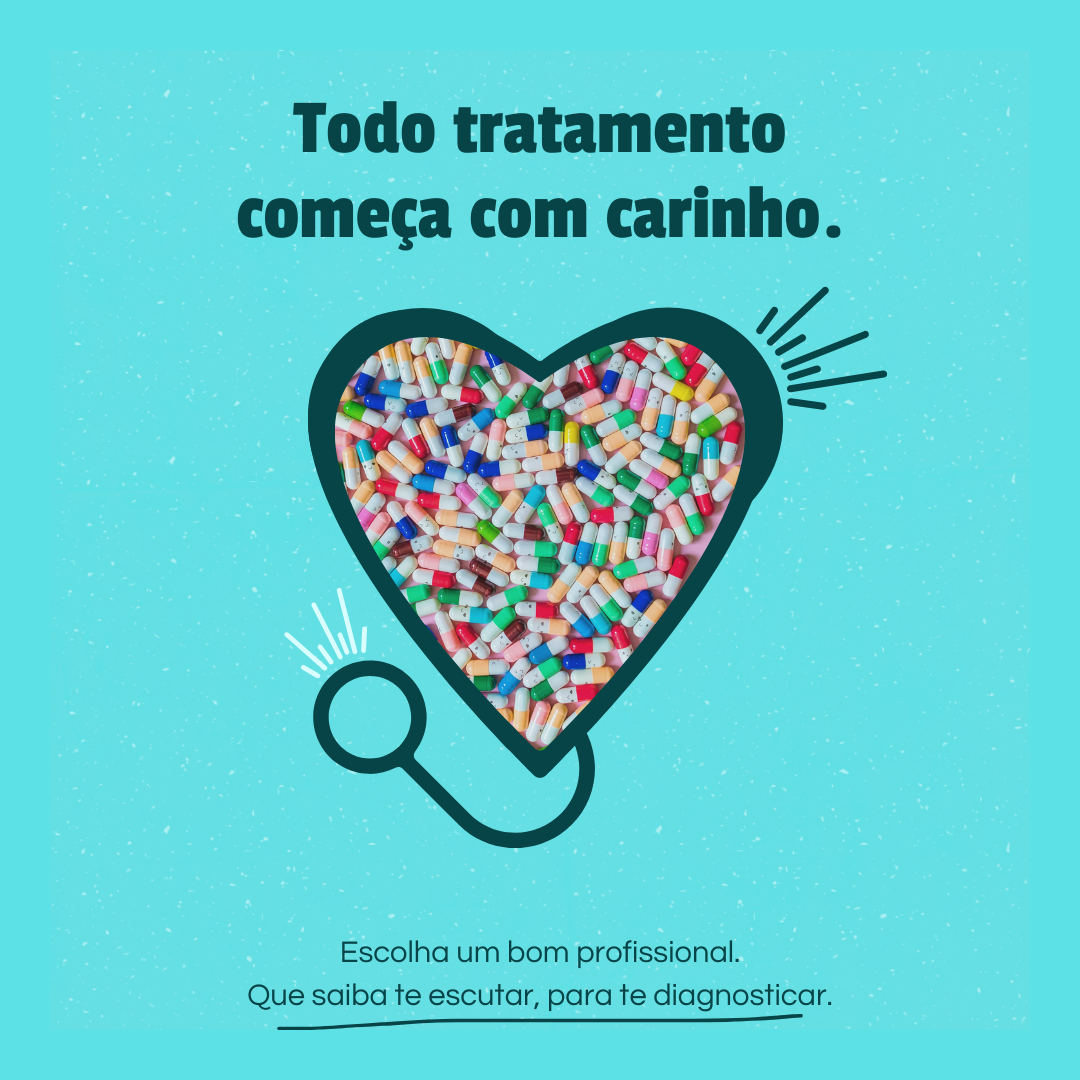 Todo tratamento
começa com carinho.
Escolha um bom profissional.
Que saiba te escutar, para te diagnosticar.